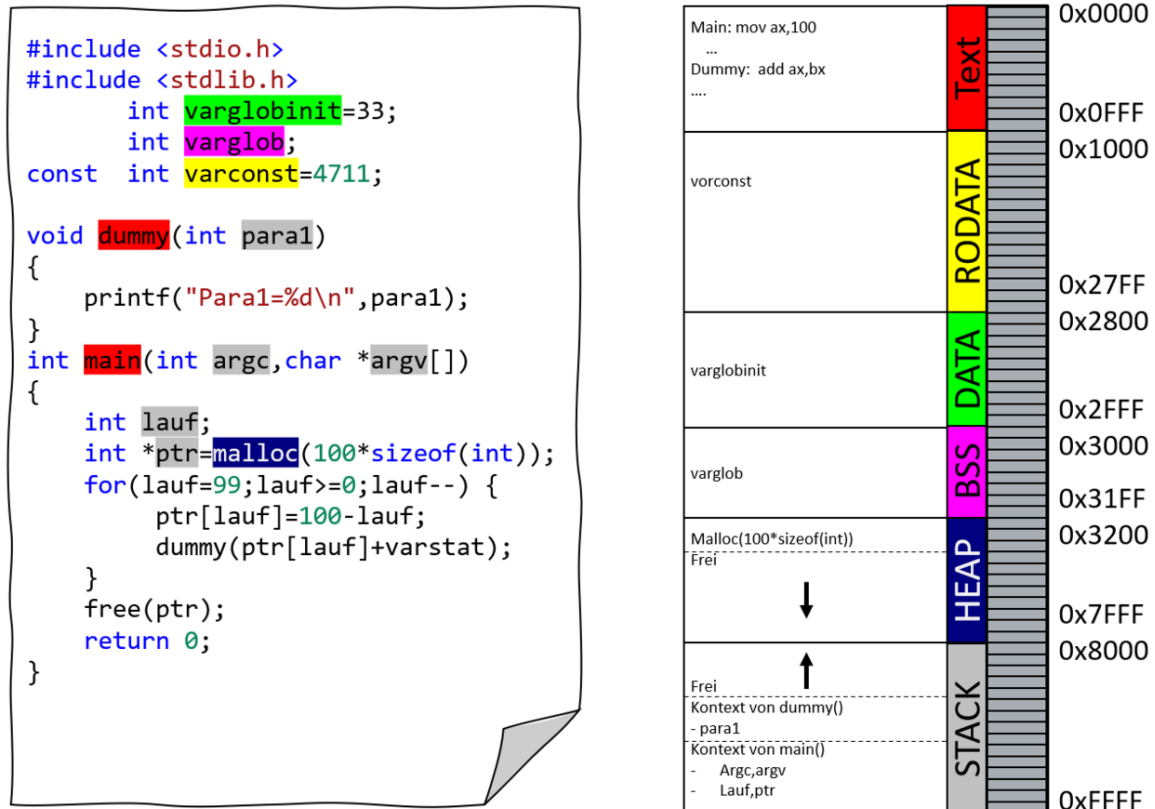 #include <stdio.h>
#include <stdlib.h>
int varglobinit=33;
int varglob;
const int varconst=4711;
void dummy(int para1)
{
printf("Para1=%d\n",para1);
}
int main(int argc,char *argv[])
{
int lauf;
int *ptr=malloc(100*sizeof(int));
for(lauf=99;lauf>=0;lauf--) {
ptr[lauf]=100-lauf;
dummy(ptr[lauf]+varstat);
}
free(ptr);
return 0;
}
Main: mov ax,100
...
Dummy: add ax,bx
....
Text
0x0000
0x0FFF
vorconst
RODATA
0x1000
0x27FF
varglobinit
DATA
0x2800
0x2FFF
varglob
BSS
0x3000
0x31FF
Malloc(100*sizeof(int))
Frei
HEAP
0x3200
0x7FFF
Frei
Kontext von dummy()
- para1
Kontext von main()
- Argc,argv
- Lauf,ptr
STACK
0x8000
0xFFFF